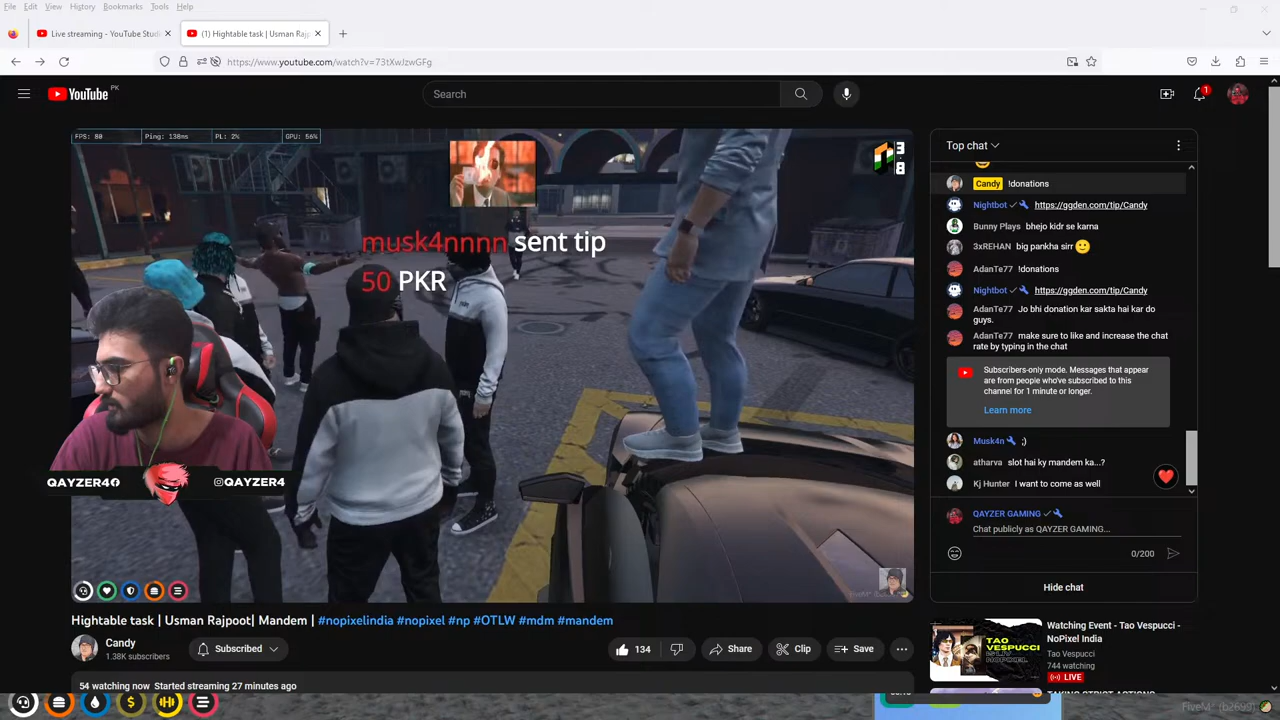 File Edit View History Bookmarks Tools Help
Live streaming - YouTube Studi
(1) Hightable task | Usman Rajp
https://www.youtube.com/watch?v=73tXwJzwGFg
YouTube PK
Search
1
FPS: 80 Ping: 138ms PL: 2% GPU: 56%
musk4nnnn sent tip
50 PKR
QAYZER4
QAYZER4
Hightable task | Usman Rajpoot| Mandem | #nopixelindia #nopixel #np #OTLW #mdm #mandem
Candy
1.38K subscribers
Subscribed
134
Share
Clip
Save
54 watching now Started streaming 27 minutes ago
Top chat
Candy !donations
Nightbot https://ggden.com/tip/Candy
Bunny Plays bhejo kidr se karna
3xREHAN big pankha sirr
AdanTe77 !donations
Nightbot https://ggden.com/tip/Candy
AdanTe77 Jo bhi donation kar sakta hai kar do
guys.
AdanTe77 make sure to like and increase the chat
rate by typing in the chat
Subscribers-only mode. Messages that appear
are from people who've subscribed to this
channel for 1 minute or longer.
Learn more
Musk4n ;)
atharva slot hai ky mandem ka...?
Kj Hunter I want to come as well
QAYZER GAMING
Chat publicly as QAYZER GAMING...
0/200
Hide chat
Watching Event - Tao Vespucci -
NoPixel India
Tao Vespucci
744 watching
LIVE
TAO
VESPUCCI
FiveM® (b2699)